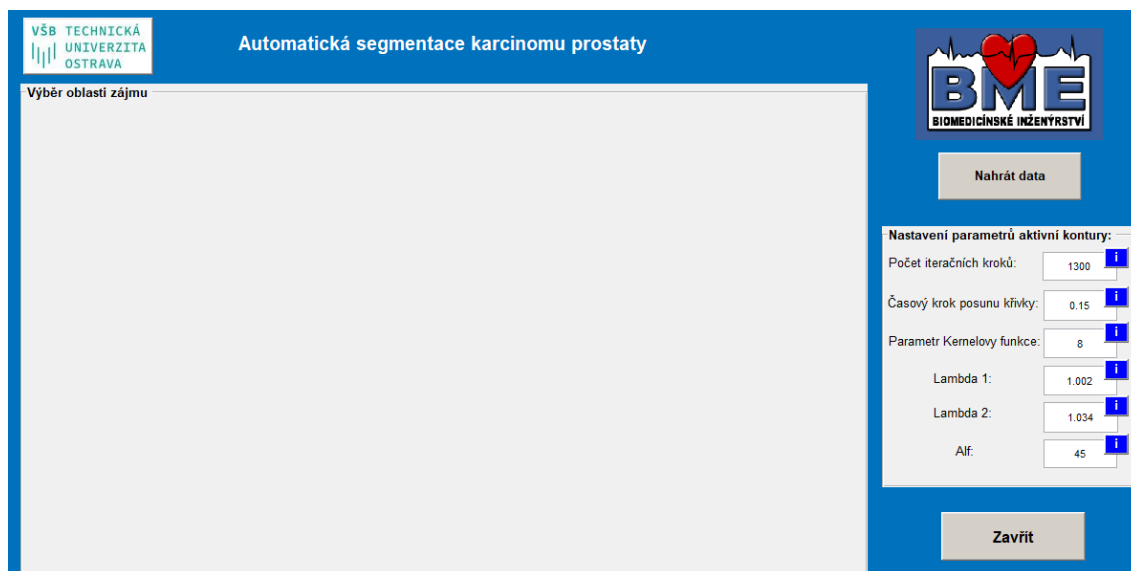 VŠB TECHNICKÁ
UNIVERZITA
OSTRAVA
Automatická segmentace karcinomu prostaty
BME
BIOMEDICÍNSKÉ INŽENÝRSTVÍ
Výběr oblasti zájmu
Nahrát data
Nastavení parametrů aktivní kontury:
Počet iteračních kroků: 1300 i
Časový krok posunu křivky: 0.15 i
Parametr Kernelovy funkce: 8 i
Lambda 1: 1.002 i
Lambda 2: 1.034 i
Alf: 45 i
Zavřít